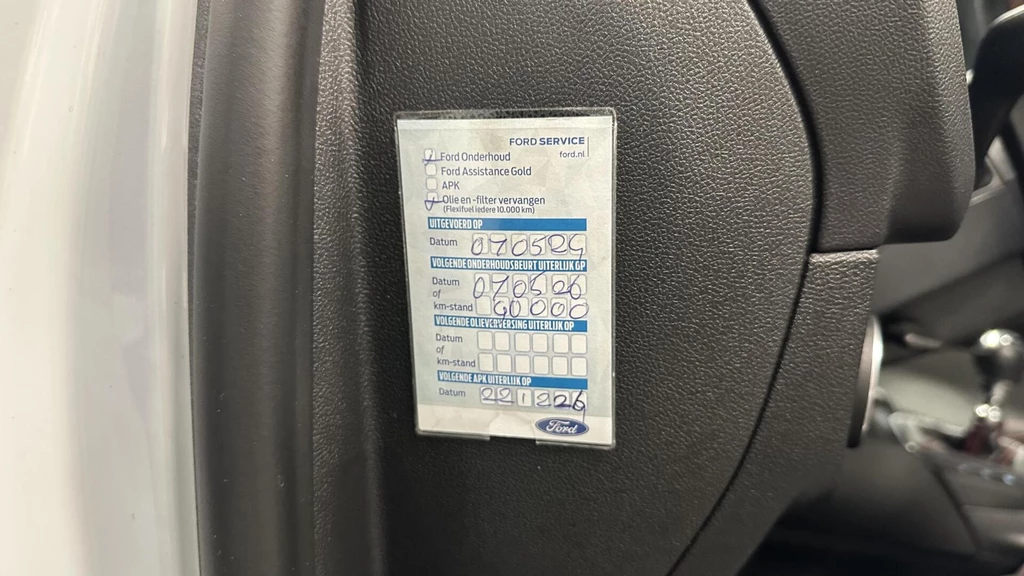 FORD SERVICE
ford.nl
Ford Onderhoud
Ford Assistance Gold
APK
Olie en -filter vervangen
(Flexifuel iedere 10.000 km)
UITGEVOERD OP
Datum 070524
VOLGENDE ONDERHOUDSBEURT UITERLIJK OP
Datum 070526
of
km-stand 60000
VOLGENDE OLIEVERVERSING UITERLIJK OP
Datum
of
km-stand
VOLGENDE APK UITERLIJK OP
Datum 221226
Ford